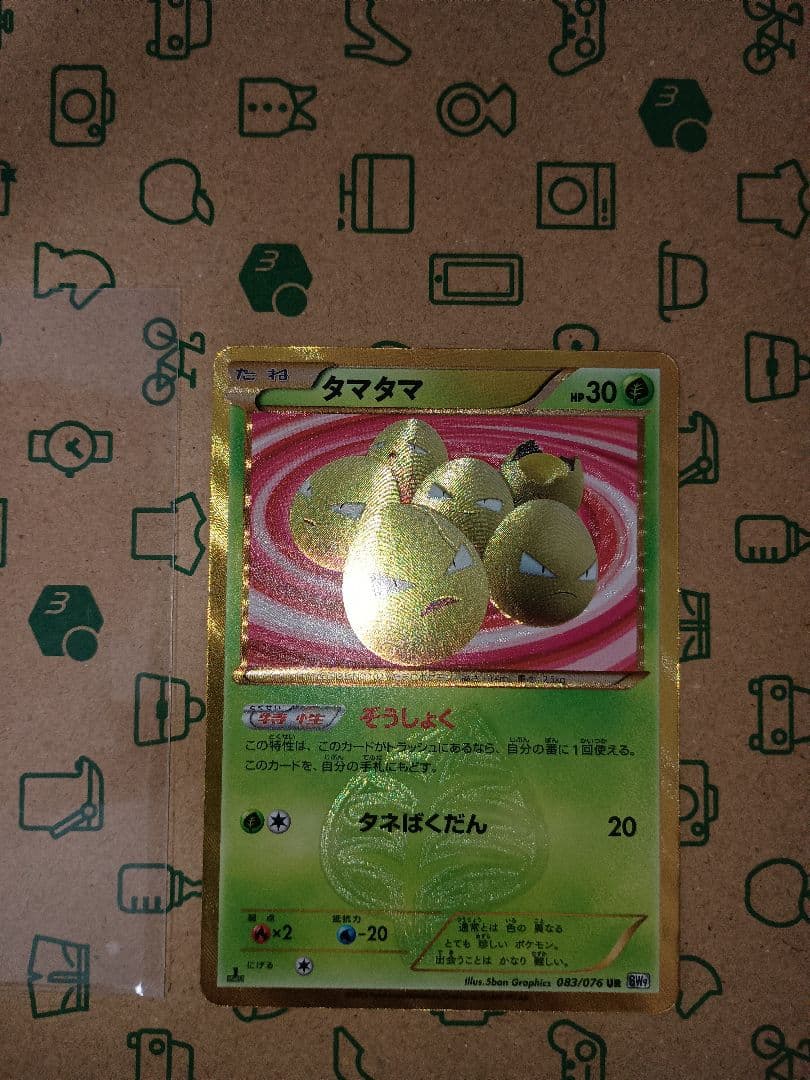 たね タマタマ HP30
とくせい
特性 ぞうしょく
この特性は、このカードがトラッシュにあるなら、自分の番に1回使える。
このカードを、自分の手札にもどす。
タネばくだん 20
弱点 抵抗力
×2 -20
にげる
通常とは 色の 異なる
とても 珍しい ポケモン。
出会うことは かなり 難しい。
illus.5ban Graphics 083/076 UR BW9